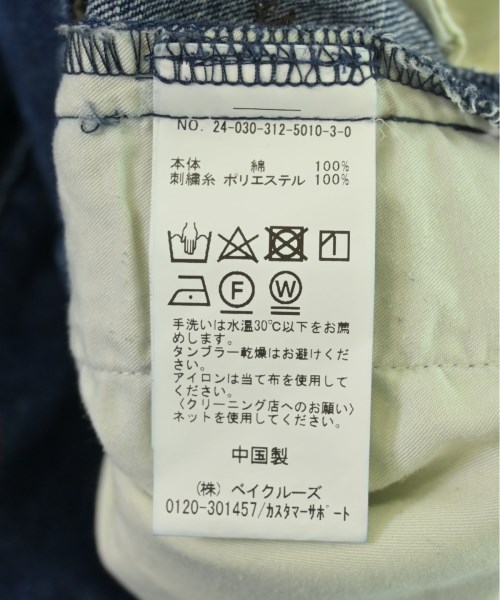 NO. 24-030-312-5010-3-0
本体 綿 100%
刺繍糸 ポリエステル 100%
F W
手洗いは水温30℃以下をお薦
めします。
タンブラー乾燥はお避けくだ
さい。
アイロンは当て布を使用して
ください。
〈クリーニング店へのお願い〉
ネットを使用してください。
中国製
(株) ベイクルーズ
0120-301457/ｶｽﾀﾏｰｻﾎﾟｰﾄ